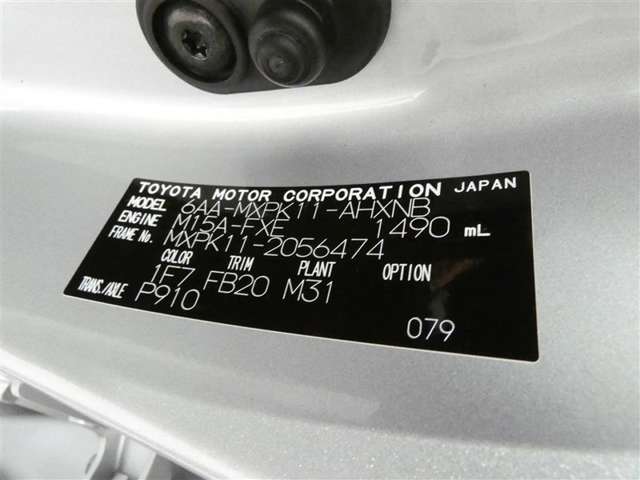 TOYOTA MOTOR CORPORATION JAPAN
MODEL 6AA-MXPK11-AHXNB
ENGINE M15A-FXE 1490 mL
FRAME No. MXPK11-2056474
COLOR TRIM PLANT OPTION
1F7 FB20 M31
TRANS./AXLE P910
079